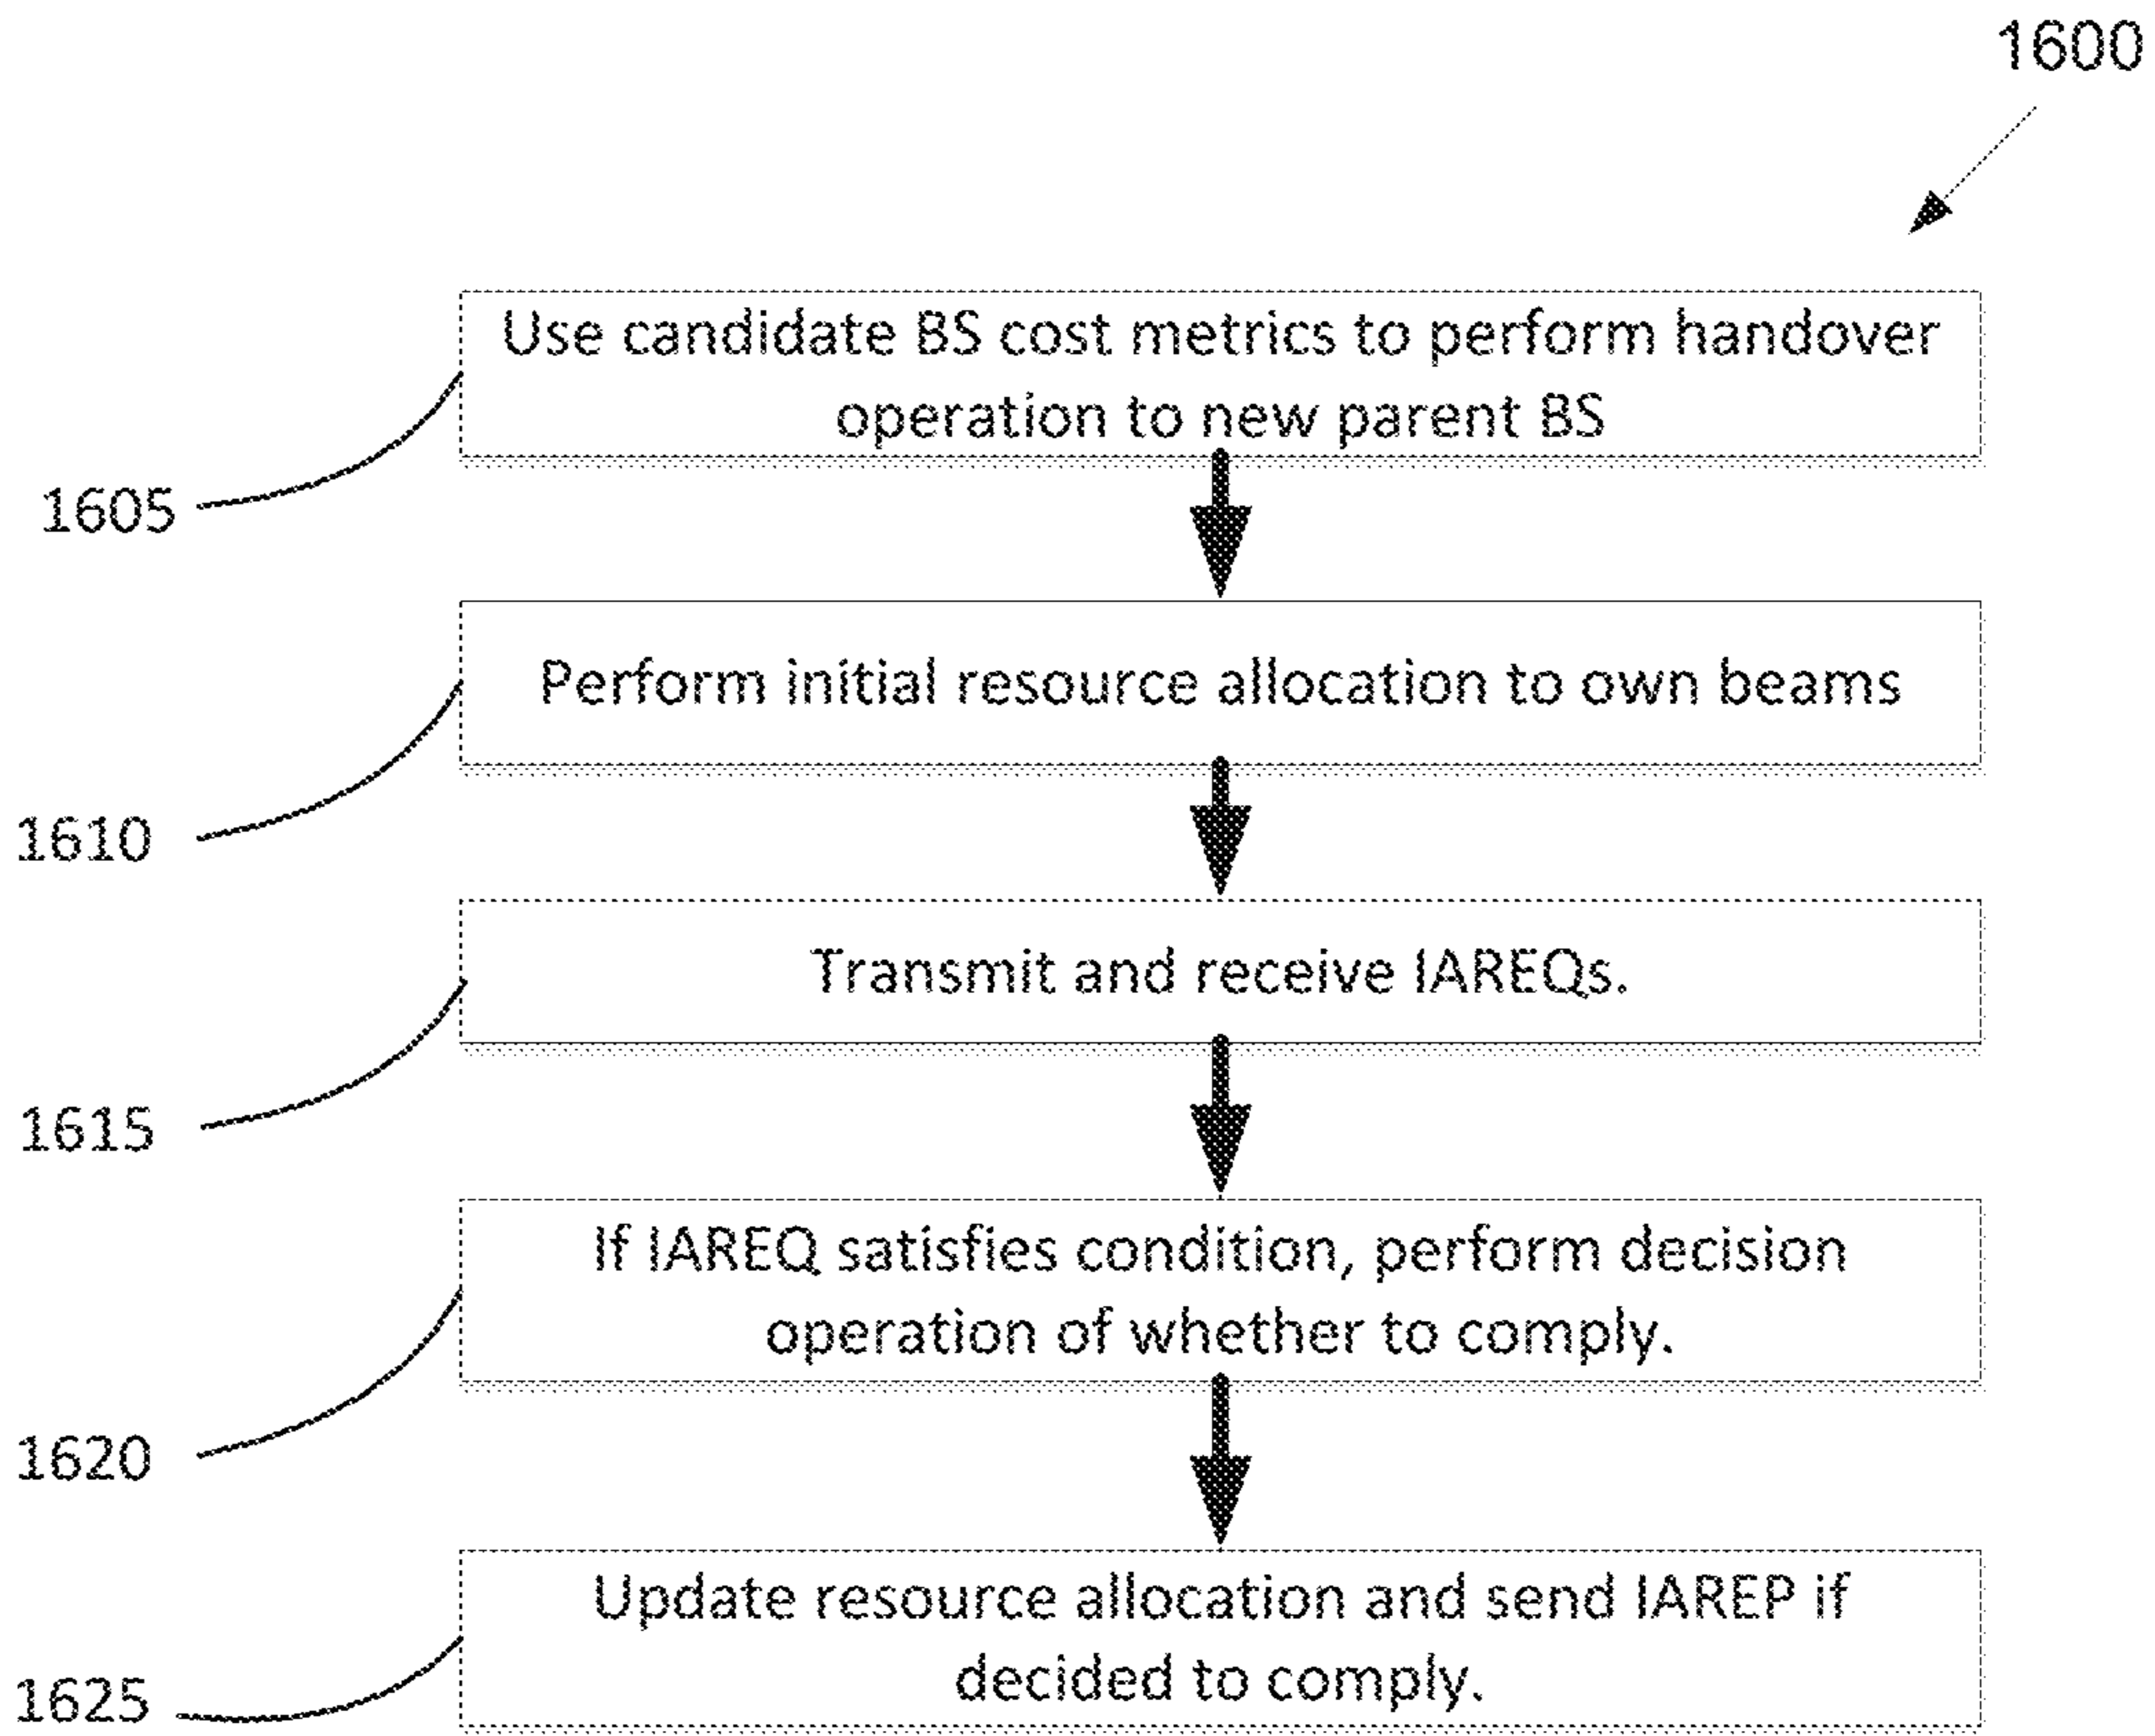 1600
Use candidate BS cost metrics to perform handover
operation to new parent BS
1605
Perform initial resource allocation to own beams
1610
Transmit and receive IAREQs.
1615
If IAREQ satisfies condition, perform decision
operation of whether to comply.
1620
Update resource allocation and send IAREP if
decided to comply.
1625